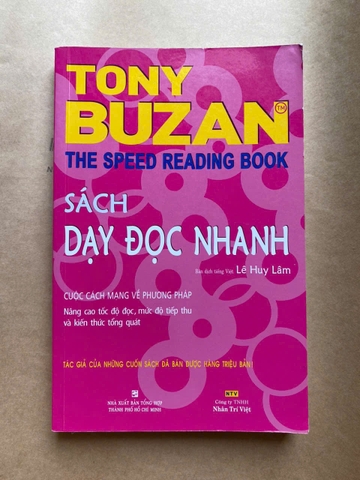 TONY
BUZAN
TM
THE SPEED READING BOOK
SÁCH
DẠY ĐỌC NHANH
Bản dịch tiếng Việt: Lê Huy Lâm
CUỘC CÁCH MẠNG VỀ PHƯƠNG PHÁP
Nâng cao tốc độ đọc, mức độ tiếp thu
và kiến thức tổng quát
TÁC GIẢ CỦA NHỮNG CUỐN SÁCH ĐÃ BÁN ĐƯỢC HÀNG TRIỆU BẢN!
NHÀ XUẤT BẢN TỔNG HỢP
THÀNH PHỐ HỒ CHÍ MINH
NTV
Công ty TNHH
Nhân Trí Việt